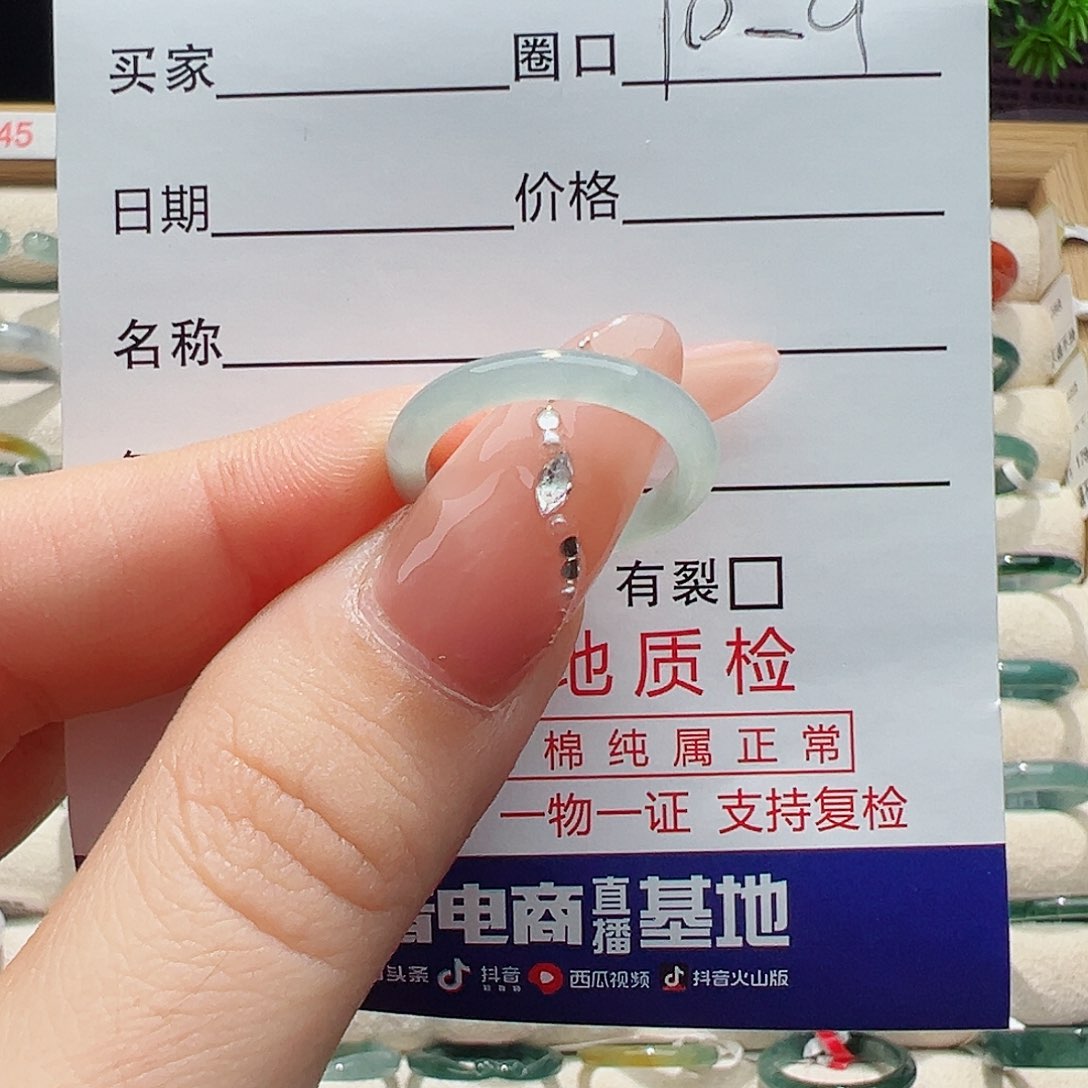 买家 圈口 10-9
45
日期 价格
名称
有裂
地质检
棉纯属正常
一物一证 支持复检
电商直播基地
头条 抖音 西瓜视频 抖音火山版